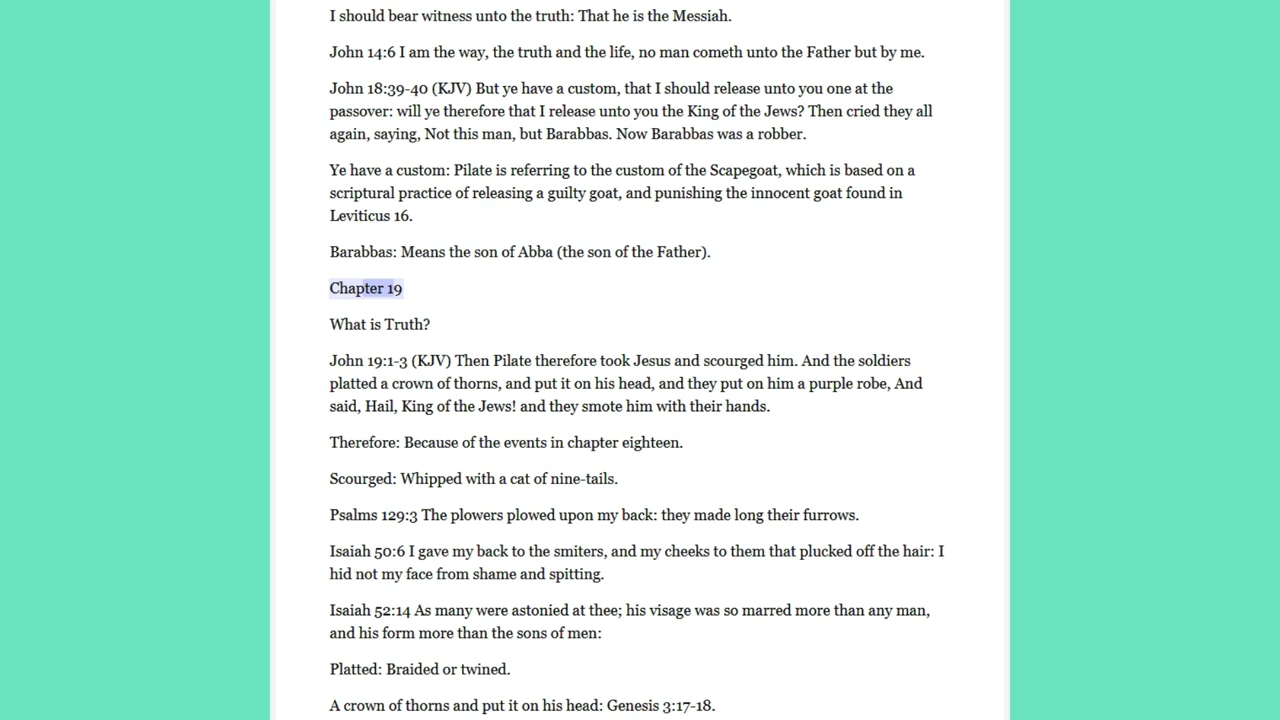 I should bear witness unto the truth: That he is the Messiah.
John 14:6 I am the way, the truth and the life, no man cometh unto the Father but by me.
John 18:39-40 (KJV) But ye have a custom, that I should release unto you one at the
passover: will ye therefore that I release unto you the King of the Jews? Then cried they all
again, saying, Not this man, but Barabbas. Now Barabbas was a robber.
Ye have a custom: Pilate is referring to the custom of the Scapegoat, which is based on a
scriptural practice of releasing a guilty goat, and punishing the innocent goat found in
Leviticus 16.
Barabbas: Means the son of Abba (the son of the Father).
Chapter 19
What is Truth?
John 19:1-3 (KJV) Then Pilate therefore took Jesus and scourged him. And the soldiers
platted a crown of thorns, and put it on his head, and they put on him a purple robe, And
said, Hail, King of the Jews! and they smote him with their hands.
Therefore: Because of the events in chapter eighteen.
Scourged: Whipped with a cat of nine-tails.
Psalms 129:3 The plowers plowed upon my back: they made long their furrows.
Isaiah 50:6 I gave my back to the smiters, and my cheeks to them that plucked off the hair: I
hid not my face from shame and spitting.
Isaiah 52:14 As many were astonied at thee; his visage was so marred more than any man,
and his form more than the sons of men:
Platted: Braided or twined.
A crown of thorns and put it on his head: Genesis 3:17-18.